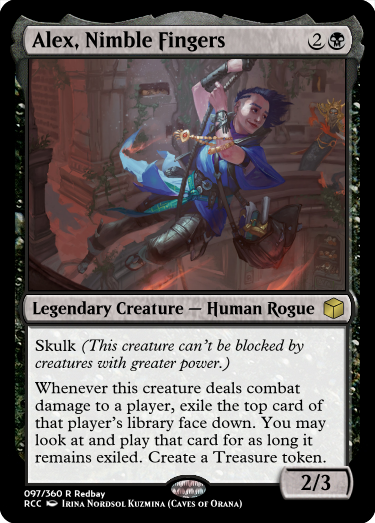 Alex, Nimble Fingers 2
Legendary Creature — Human Rogue
Skulk (This creature can't be blocked by
creatures with greater power.)
Whenever this creature deals combat
damage to a player, exile the top card of
that player's library face down. You may
look at and play that card for as long it
remains exiled. Create a Treasure token.
2/3
097/360 R Redbay
RCC Irina Nordsol Kuzmina (Caves of Orana)